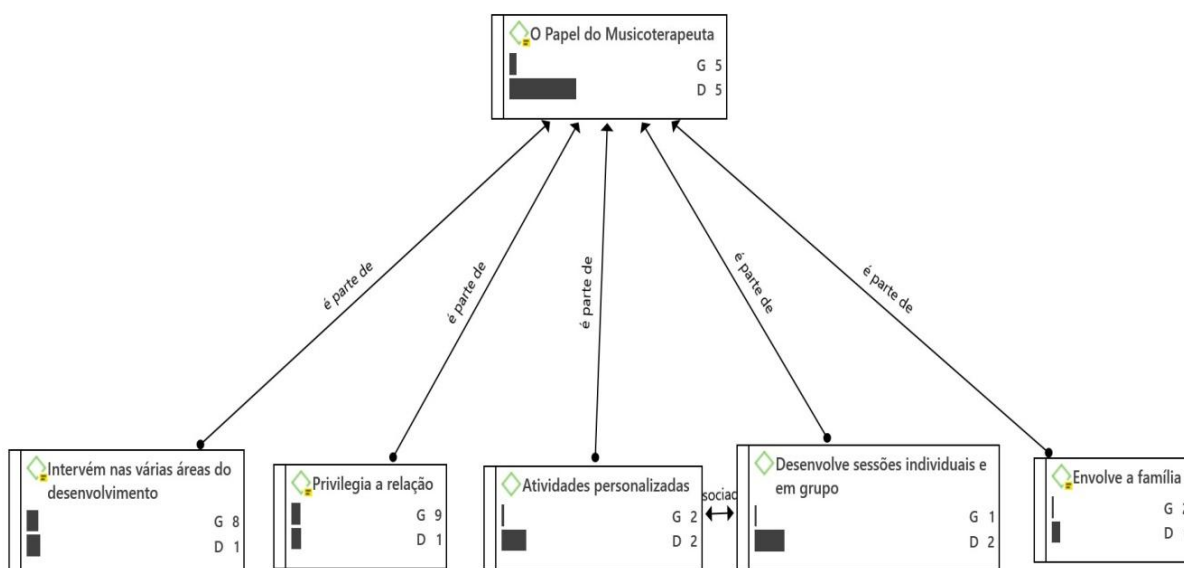 O Papel do Musicoterapeuta
G 5
D 5
é parte de
é parte de
é parte de
é parte de
é parte de
Intervém nas várias áreas do
desenvolvimento
G 8
D 1
Privilegia a relação
G 9
D 1
Atividades personalizadas
G 2
D 2
sociad
Desenvolve sessões individuais e
em grupo
G 1
D 2
Envolve a família
G 2
D